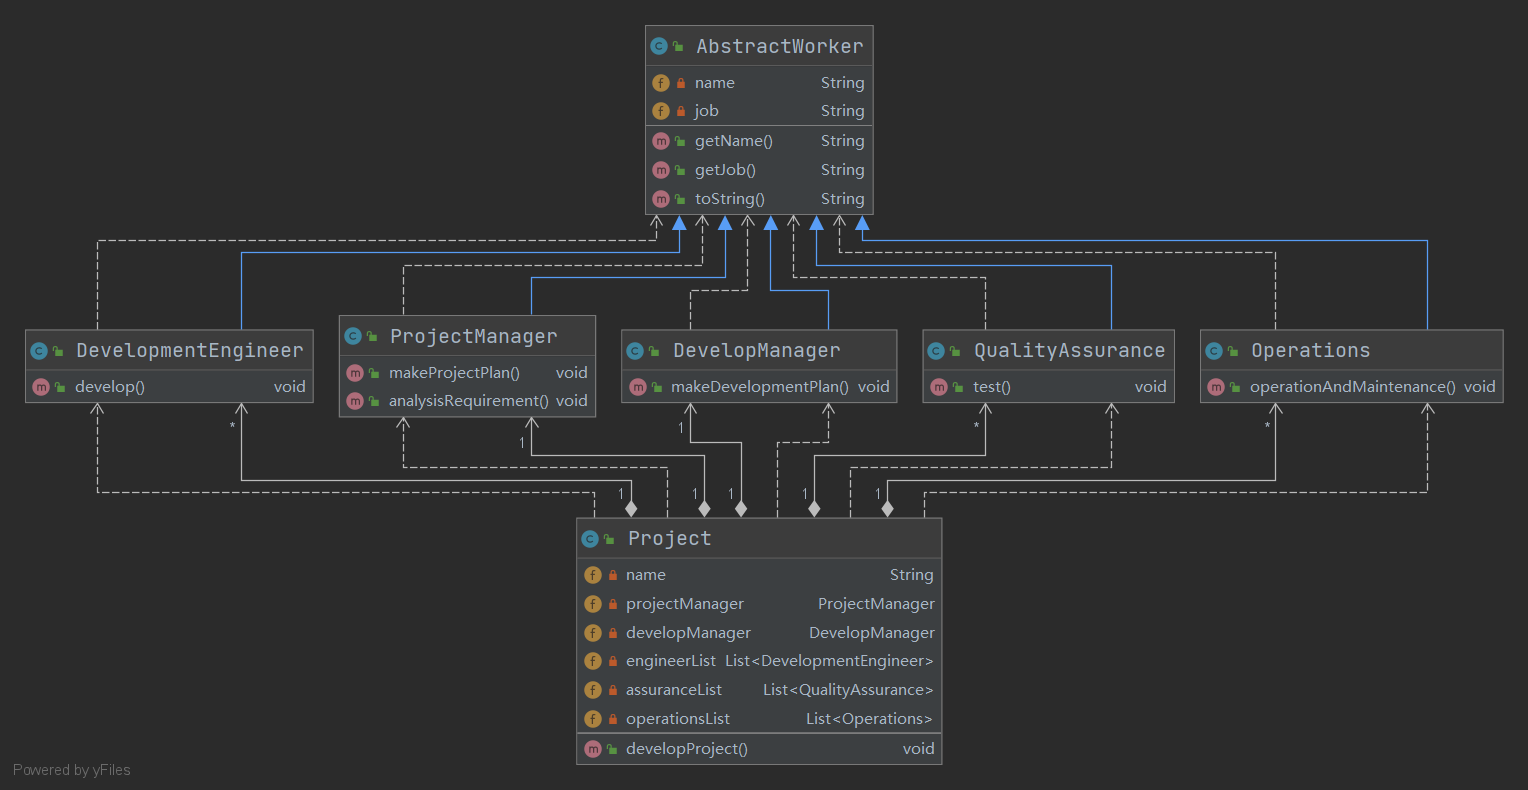 AbstractWorker
name String
job String
getName() String
getJob() String
toString() String
DevelopmentEngineer
develop() void
ProjectManager
makeProjectPlan() void
analysisRequirement() void
DevelopManager
makeDevelopmentPlan() void
QualityAssurance
test() void
Operations
operationAndMaintenance() void
* 1 1 * *
1 1 1 1 1
Project
name String
projectManager ProjectManager
developManager DevelopManager
engineerList List<DevelopmentEngineer>
assuranceList List<QualityAssurance>
operationsList List<Operations>
developProject() void
Powered by yFiles